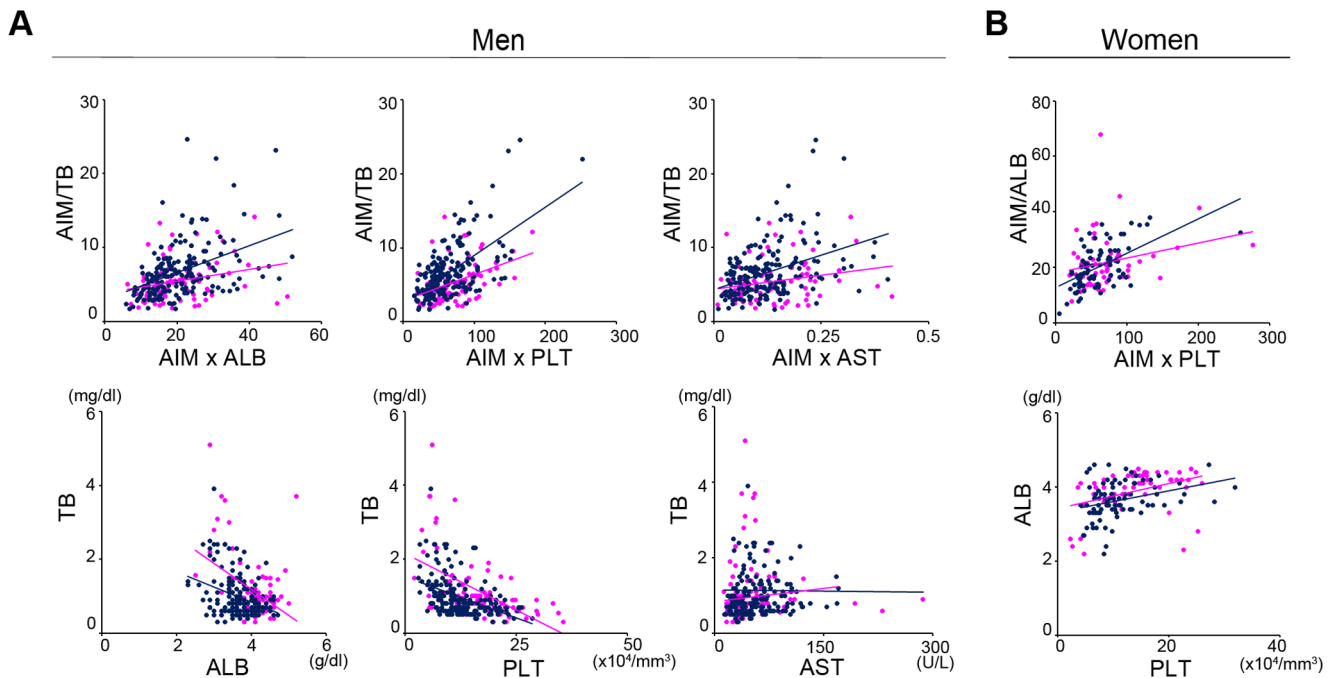 A
Men
B
Women
30
20
10
0
AIM/TB
0
20
40
60
AIM x ALB
30
20
10
0
AIM/TB
0
100
200
300
AIM x PLT
30
20
10
0
AIM/TB
0
0.25
0.5
AIM x AST
80
60
40
20
0
AIM/ALB
0
100
200
300
AIM x PLT
(mg/dl)
6
4
2
0
TB
0
2
4
6
ALB
(g/dl)
(mg/dl)
6
4
2
0
TB
0
25
50
PLT
(x10⁴/mm³)
(mg/dl)
6
4
2
0
TB
0
150
300
AST
(U/L)
(g/dl)
6
4
2
0
ALB
0
20
40
PLT
(x10⁴/mm³)